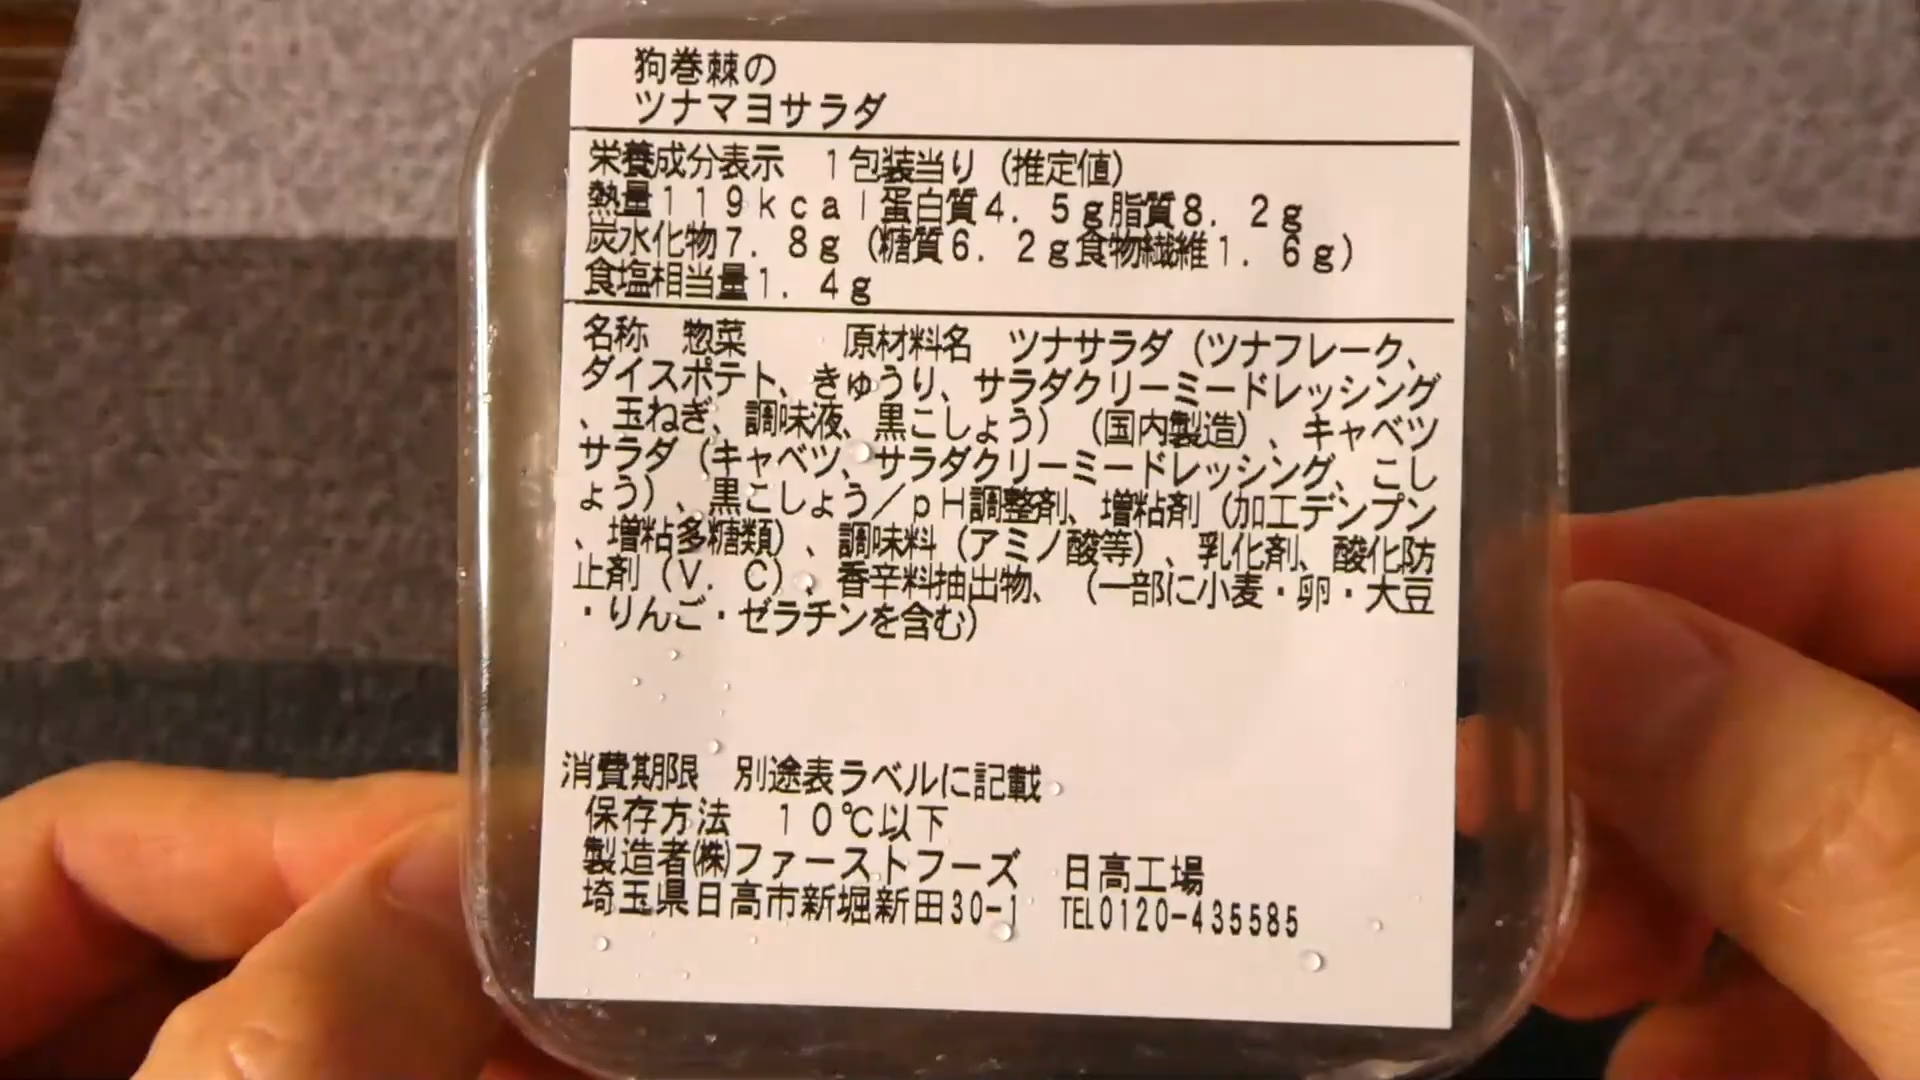 狗巻棘の
ツナマヨサラダ
栄養成分表示　1包装当り（推定値）
熱量119kcal蛋白質4．5g脂質8．2g
炭水化物7．8g（糖質6．2g食物繊維1．6g）
食塩相当量1．4g
名称　惣菜　　　原材料名　ツナサラダ（ツナフレーク、
ダイスポテト、きゅうり、サラダクリーミードレッシング
、玉ねぎ、調味液、黒こしょう）（国内製造）、キャベツ
サラダ（キャベツ、サラダクリーミードレッシング、こし
ょう）、黒こしょう／pH調整剤、増粘剤（加工デンプン
、増粘多糖類）、調味料（アミノ酸等）、乳化剤、酸化防
止剤（V．C）、香辛料抽出物、（一部に小麦・卵・大豆
・りんご・ゼラチンを含む）
消費期限　別途表ラベルに記載
保存方法　10℃以下
製造者㈱ファーストフーズ　日高工場
埼玉県日高市新堀新田30-1　TEL0120-435585